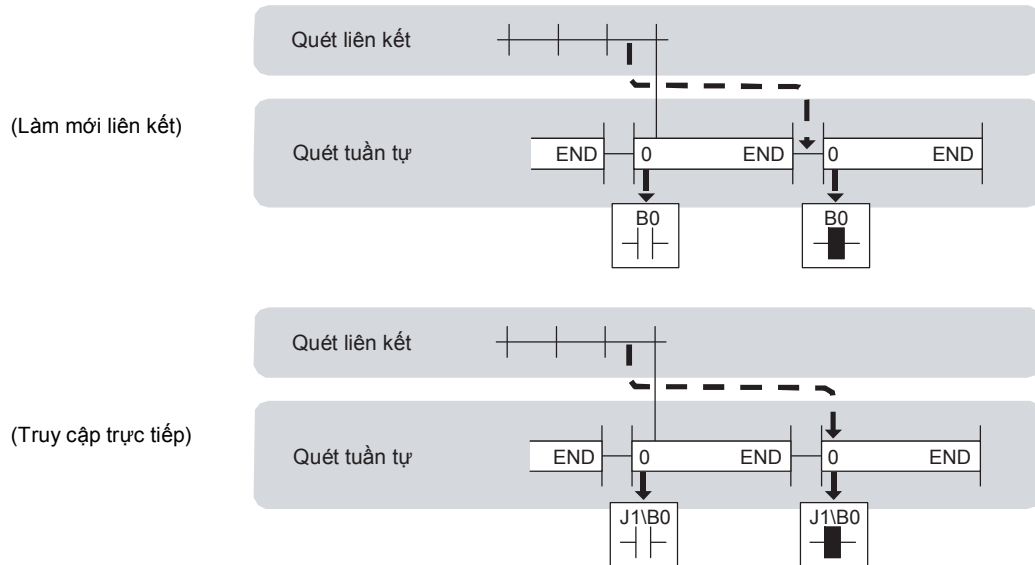 Quét liên kết
(Làm mới liên kết)
Quét tuần tự
END 0 END 0 END
B0 B0
Quét liên kết
(Truy cập trực tiếp)
Quét tuần tự
END 0 END 0 END
J1\B0 J1\B0